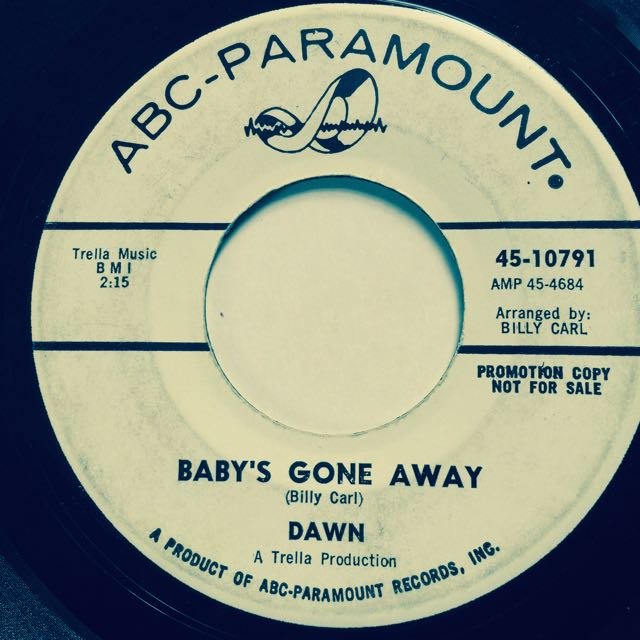 ABC-PARAMOUNT.
Trella Music
BMI
2:15
45-10791
AMP 45-4684
Arranged by:
BILLY CARL
PROMOTION COPY
NOT FOR SALE
BABY'S GONE AWAY
(Billy Carl)
DAWN
A Trella Production
A PRODUCT OF ABC-PARAMOUNT RECORDS, INC.